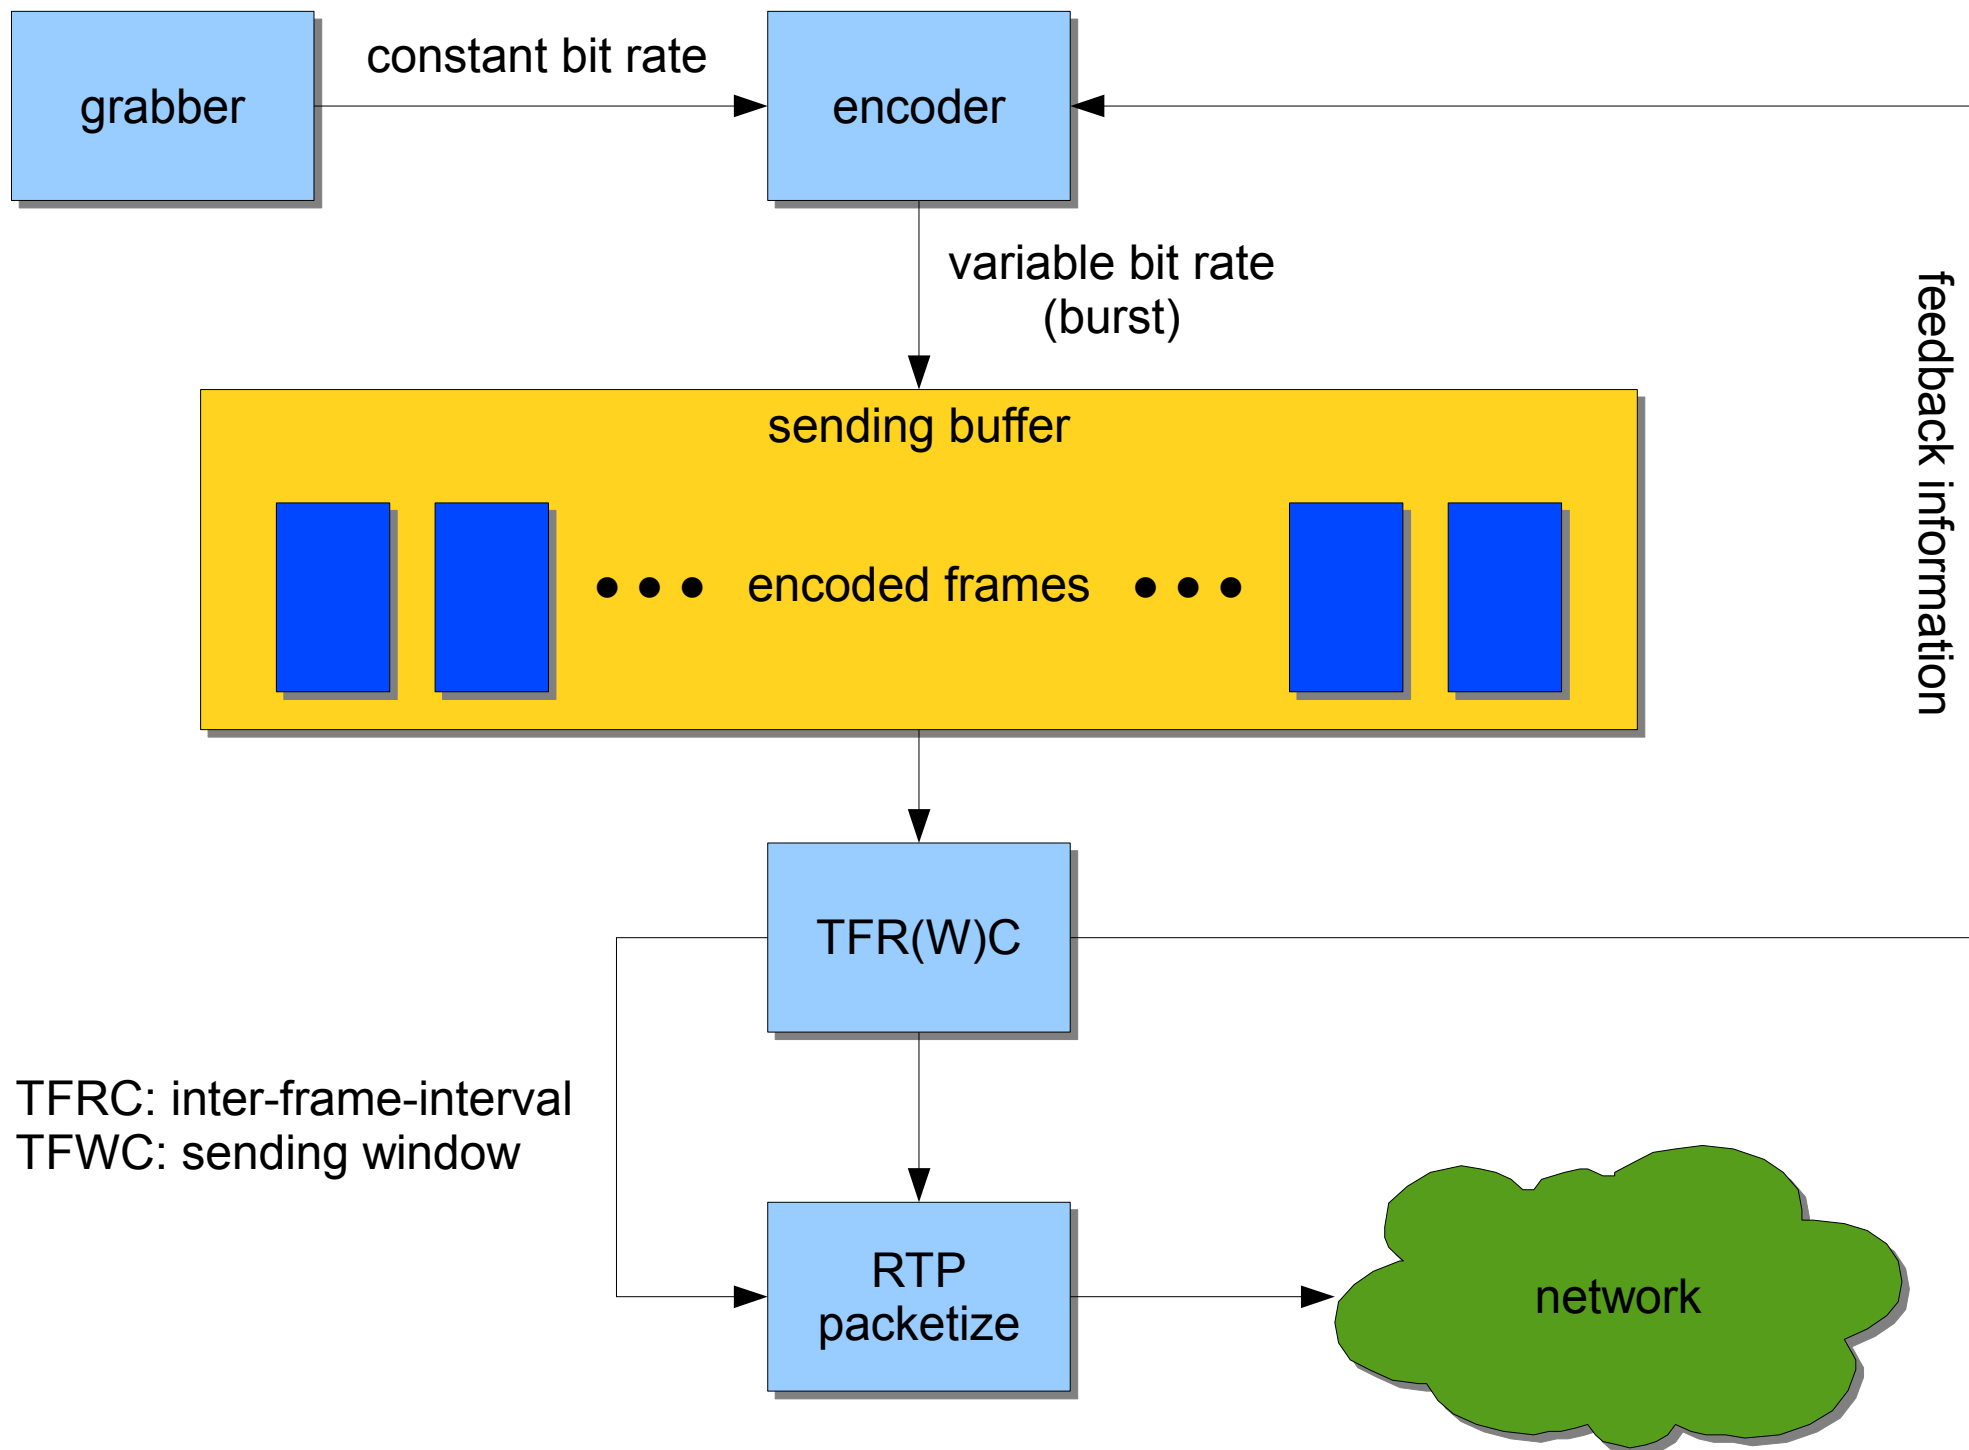 grabber
constant bit rate
encoder
variable bit rate
(burst)
feedback information
sending buffer
encoded frames
TFR(W)C
TFRC: inter-frame-interval
TFWC: sending window
RTP
packetize
network